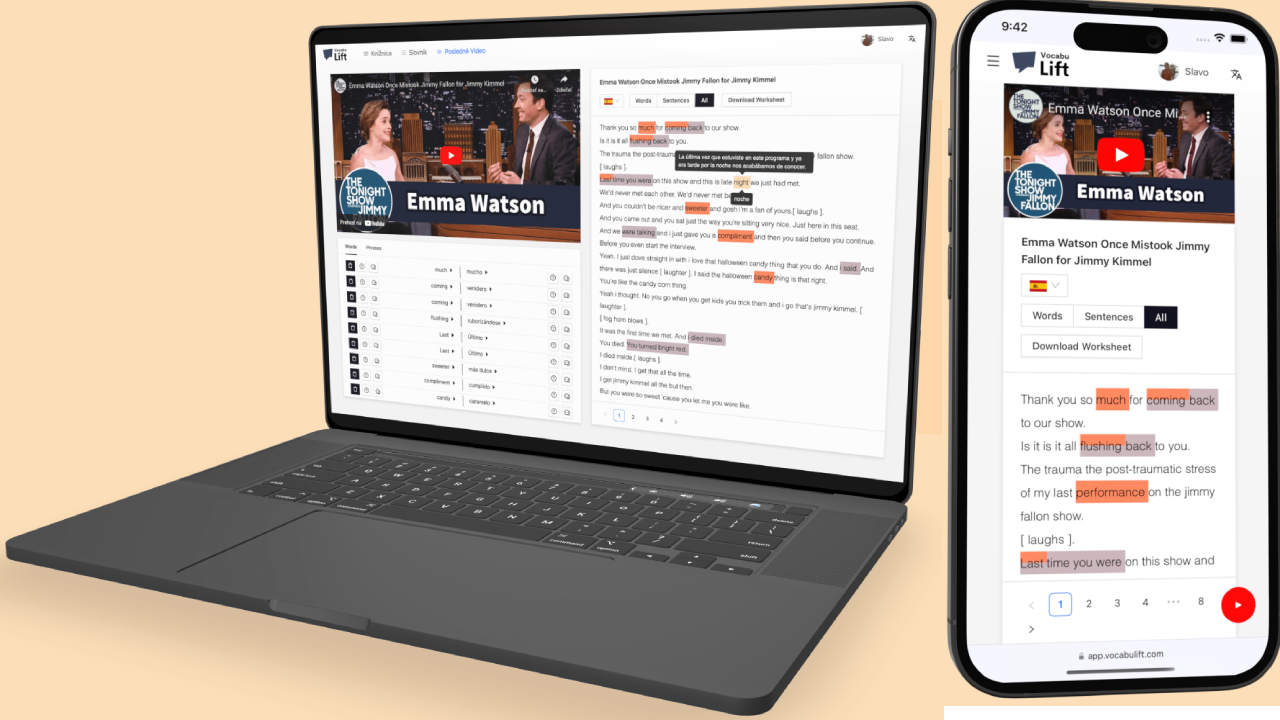 Vocabu
Lift
Knižnica
Slovník
Posledné Video
Slavo
Emma Watson Once Mistook Jimmy Fallon for Jimmy Kimmel
Zdieľať
THE
TONIGHT
SHOW
JIMMY
Emma Watson
YouTube
Words
Phrases
much mucho
coming venidero
coming venidero
flushing ruborizándose
Last Último
Last Último
sweeter más dulce
compliment cumplido
candy caramelo
Emma Watson Once Mistook Jimmy Fallon for Jimmy Kimmel
Words Sentences All Download Worksheet
Thank you so much for coming back to our show.
Is it is it all flushing back to you.
The trauma the post-traum fallon show.
La última vez que estuviste en este programa y ya
era tarde por la noche nos acabábamos de conocer.
[ laughs ].
Last time you were on this show and this is late night we just had met.
noche
We'd never met each other. We'd never met
And you couldn't be nicer and sweeter and gosh i'm a fan of yours.[ laughs ].
And you came out and you sat just the way you're sitting very nice. Just here in this seat.
And we were talking and i just gave you a compliment and then you said before you continue.
Before you even start the interview.
Yeah. I just dove straight in with i love that halloween candy thing that you do. And i said. And
there was just silence [ laughter ]. I said the halloween candy thing is that right.
You're like the candy corn thing.
Yeah i thought. No you go when you get kids you trick them and i go that's jimmy kimmel. [
laughter ].
[ fog horn blows ].
It was the first time we met. And i died inside.
You died. You turned bright red.
I died inside.[ laughs ].
I don't mind. I get that all the time.
I get jimmy kimmel all the but then.
But you were so sweet 'cause you let me you were like.
< 1 2 3 4 >
command
option
command
option
delete
return
shift
9:42
Vocabu
Lift
Slavo
THE
TONIGHT
SHOW
JIMMY
FALLON
Emma Watson Once Mi...
THE
TONIGHT
SHOW
JIMMY
FALLON
Emma Watson
Emma Watson Once Mistook Jimmy
Fallon for Jimmy Kimmel
Words Sentences All
Download Worksheet
Thank you so much for coming back
to our show.
Is it is it all flushing back to you.
The trauma the post-traumatic stress
of my last performance on the jimmy
fallon show.
[ laughs ].
Last time you were on this show and
< 1 2 3 4 ••• 8
>
app.vocabulift.com